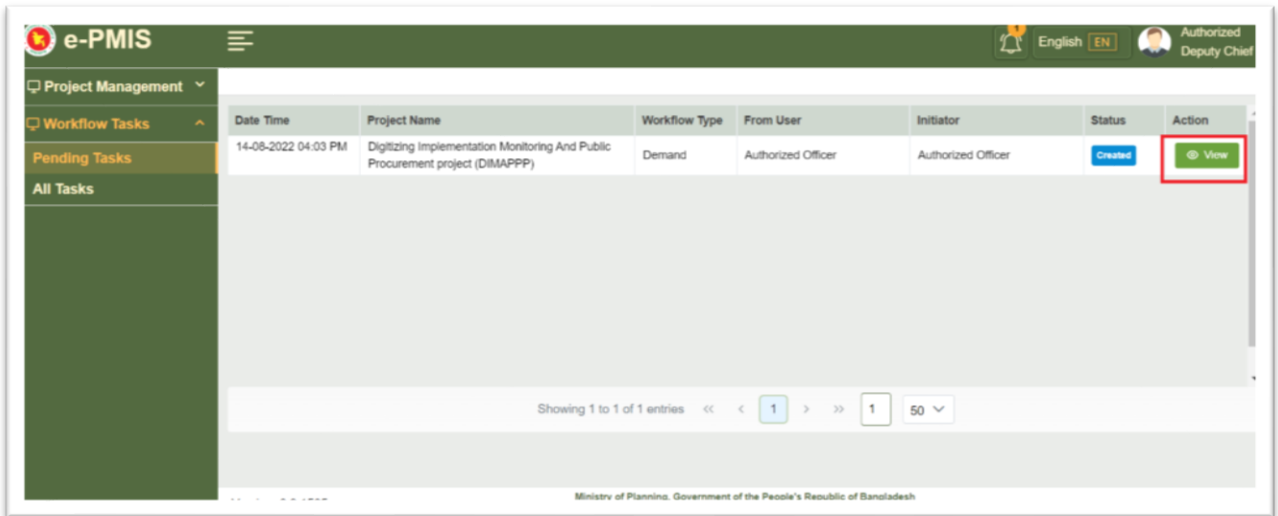 e-PMIS
1
English EN
Authorized
Deputy Chief
Project Management
Workflow Tasks
Pending Tasks
All Tasks
Date Time Project Name Workflow Type From User Initiator Status Action
14-08-2022 04:03 PM Digitizing Implementation Monitoring And Public
Procurement project (DIMAPPP) Demand Authorized Officer Authorized Officer Created View
Showing 1 to 1 of 1 entries << < 1 > >> 1 50
Ministry of Planning, Government of the People's Republic of Bangladesh